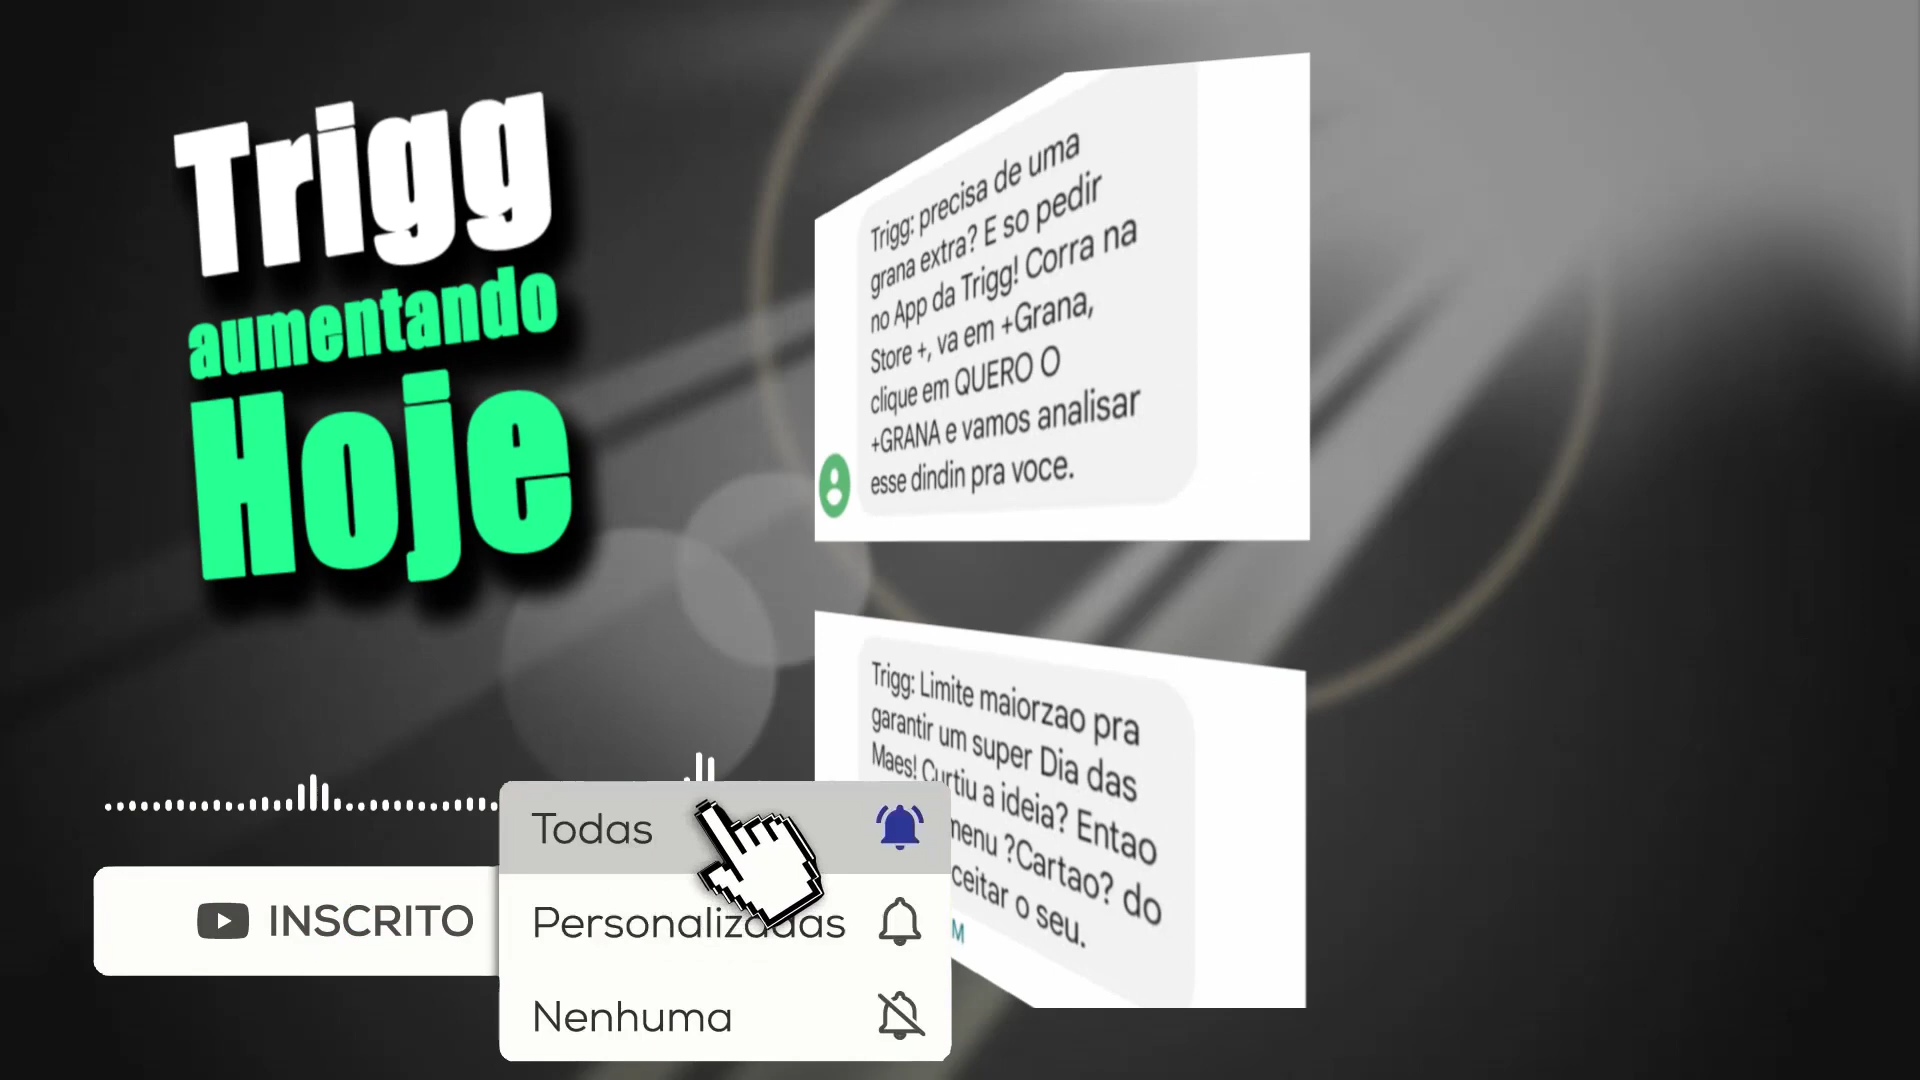 Trigg
aumentando
Hoje
Trigg: precisa de uma
grana extra? E so pedir
no App da Trigg! Corra na
Store +, va em +Grana,
clique em QUERO O
+GRANA e vamos analisar
esse dindin pra voce.
Trigg: Limite maiorzao pra
garantir um super Dia das
Maes! Curtiu a ideia? Entao
menu ?Cartao? do
ceitar o seu.
M
INSCRITO
Todas
Personalizadas
Nenhuma